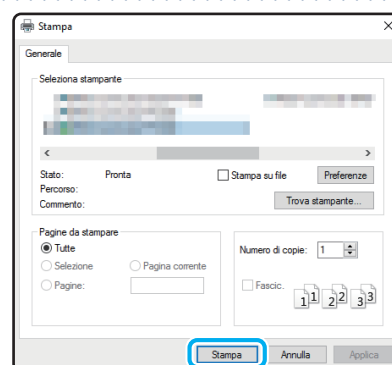 Stampa
Generale
Seleziona stampante
Stato: Pronta
Stampa su file
Preferenze
Percorso:
Commento:
Trova stampante...
Pagine da stampare
Tutte
Selezione
Pagina corrente
Pagine:
Numero di copie: 1
Fascic.
1 1 2 2 3 3
Stampa
Annulla
Applica